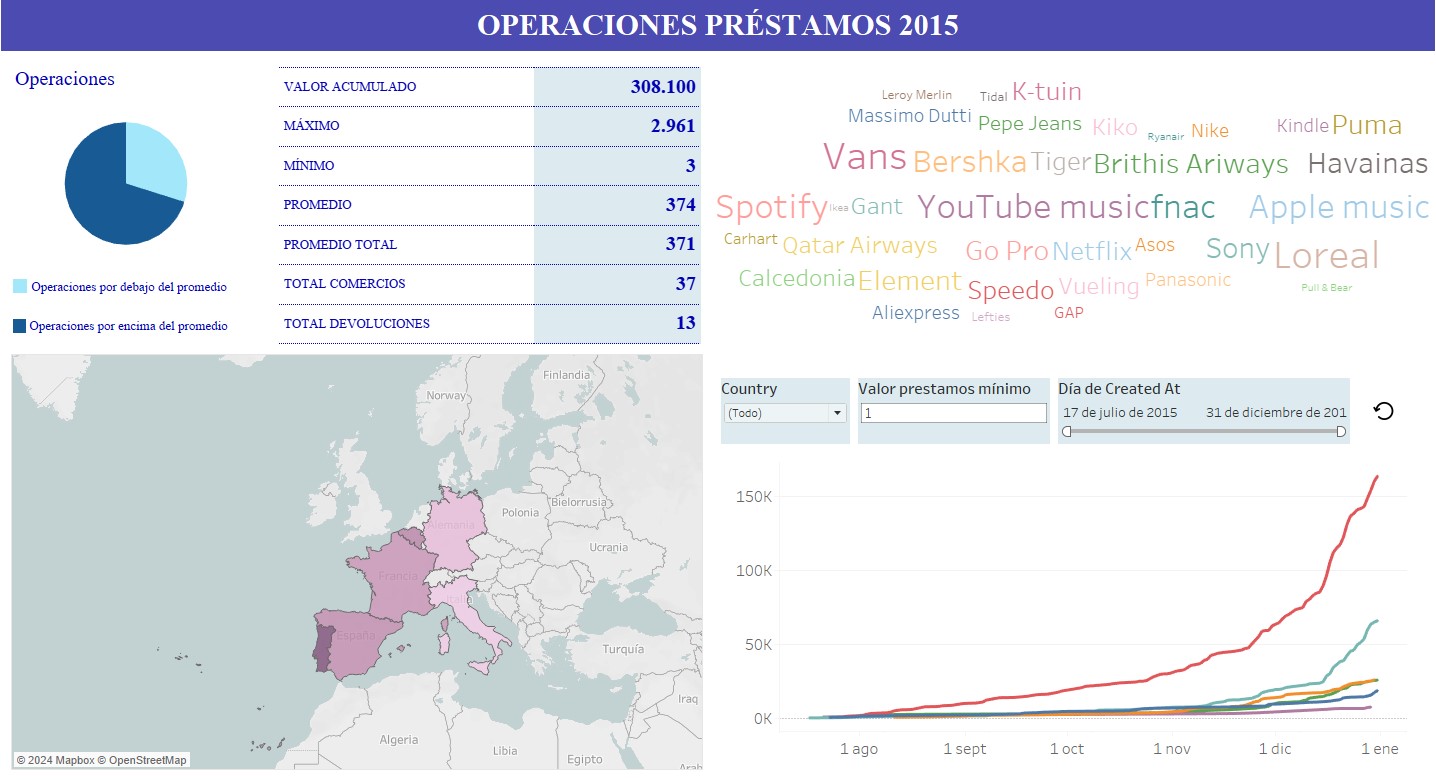 OPERACIONES PRÉSTAMOS 2015
Operaciones
Operaciones por debajo del promedio
Operaciones por encima del promedio
VALOR ACUMULADO 308.100
MÁXIMO 2.961
MÍNIMO 3
PROMEDIO 374
PROMEDIO TOTAL 371
TOTAL COMERCIOS 37
TOTAL DEVOLUCIONES 13
Leroy Merlín Tidal K-tuin
Massimo Dutti Pepe Jeans Kiko Ryanair Nike Kindle Puma
Vans Bershka Tiger Brithis Ariways Havainas
Spotify Ikea Gant YouTube music fnac Apple music
Carhart Qatar Airways Go Pro Netflix Asos Sony Loreal
Calcedonia Element Speedo Vueling Panasonic Pull & Bear
Aliexpress Lefties GAP
Finlandia
Norway
Bielorrusia
Polonia
Alemania
Ucrania
Francia
Italia
España
Turquía
Iraq
Argelia
Libia
Egipto
Arab
© 2024 Mapbox © OpenStreetMap
Country
(Todo)
Valor prestamos mínimo
1
Día de Created At
17 de julio de 2015 31 de diciembre de 201
150K
100K
50K
0K
1 ago 1 sept 1 oct 1 nov 1 dic 1 ene